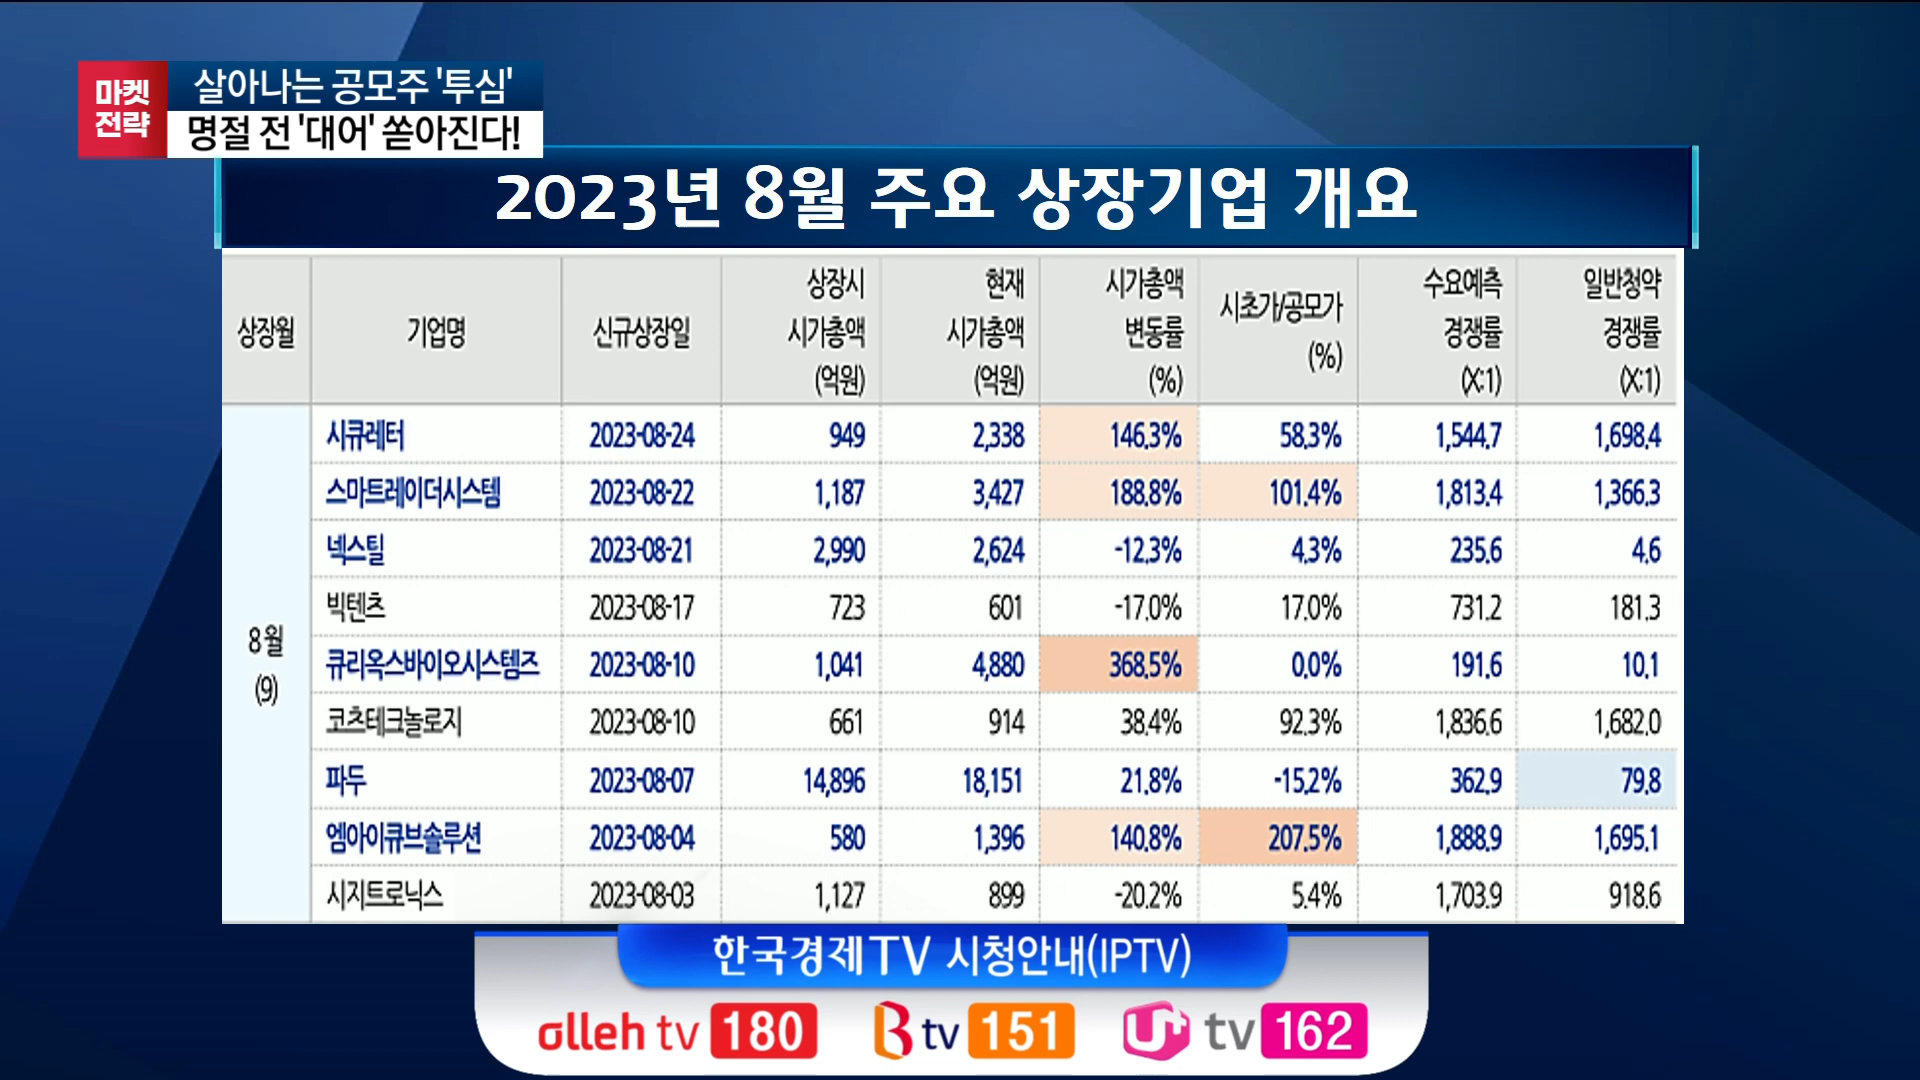 마켓
전략
살아나는 공모주 '투심'
명절 전 '대어' 쏟아진다!
2023년 8월 주요 상장기업 개요
상장월 기업명 신규상장일 상장시 시가총액 (억원) 현재 시가총액 (억원) 시가총액 변동률 (%) 시초가/공모가 (%) 수요예측 경쟁률 (X:1) 일반청약 경쟁률 (X:1)
8월 (9)
시큐레터 2023-08-24 949 2,338 146.3% 58.3% 1,544.7 1,698.4
스마트레이더시스템 2023-08-22 1,187 3,427 188.8% 101.4% 1,813.4 1,366.3
넥스틸 2023-08-21 2,990 2,624 -12.3% 4.3% 235.6 4.6
빅텐츠 2023-08-17 723 601 -17.0% 17.0% 731.2 181.3
큐리옥스바이오시스템즈 2023-08-10 1,041 4,880 368.5% 0.0% 191.6 10.1
코츠테크놀로지 2023-08-10 661 914 38.4% 92.3% 1,836.6 1,682.0
파두 2023-08-07 14,896 18,151 21.8% -15.2% 362.9 79.8
엠아이큐브솔루션 2023-08-04 580 1,396 140.8% 207.5% 1,888.9 1,695.1
시지트로닉스 2023-08-03 1,127 899 -20.2% 5.4% 1,703.9 918.6
한국경제TV 시청안내(IPTV)
olleh tv 180 B tv 151 U+ tv 162